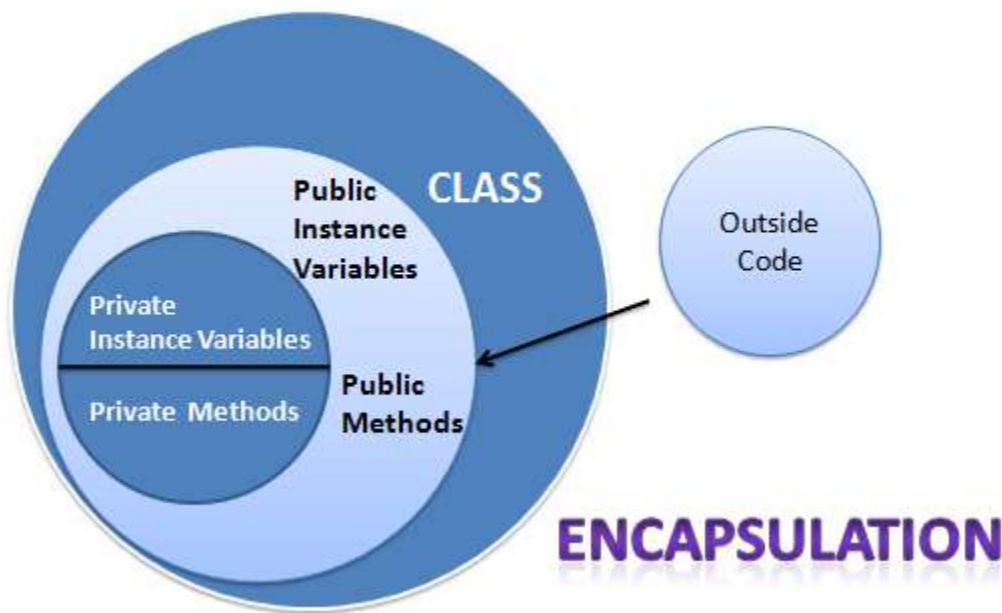 CLASS
Public
Instance
Variables
Private
Instance Variables
Private Methods
Public
Methods
Outside
Code
ENCAPSULATION